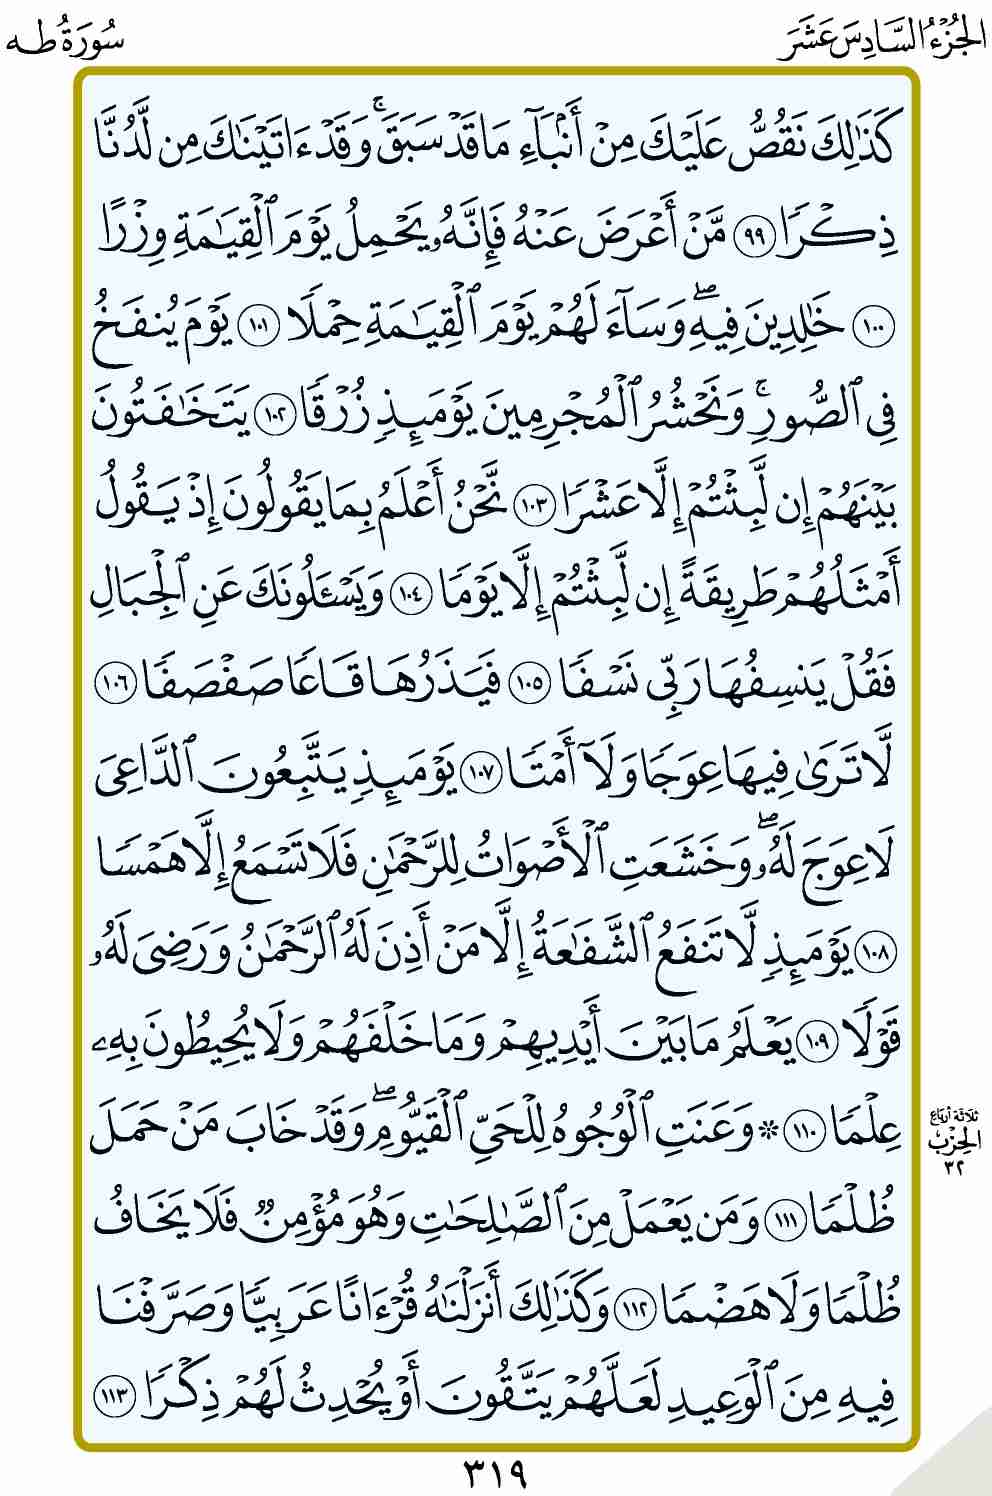 الجُزْءُ السَّادِسَ عَشَرَ
سُورَةُ طه
كَذَٰلِكَ نَقُصُّ عَلَيْكَ مِنْ أَنۢبَآءِ مَا قَدْ سَبَقَۚ وَقَدْ ءَاتَيْنَٰكَ مِن لَّدُنَّا
ذِكْرًا ٩٩ مَّنْ أَعْرَضَ عَنْهُ فَإِنَّهُۥ يَحْمِلُ يَوْمَ ٱلْقِيَٰمَةِ وِزْرًا
١٠٠ خَٰلِدِينَ فِيهِۖ وَسَآءَ لَهُمْ يَوْمَ ٱلْقِيَٰمَةِ حِمْلًا ١٠١ يَوْمَ يُنفَخُ
فِى ٱلصُّورِۚ وَنَحْشُرُ ٱلْمُجْرِمِينَ يَوْمَئِذٍ زُرْقًا ١٠٢ يَتَخَٰفَتُونَ
بَيْنَهُمْ إِن لَّبِثْتُمْ إِلَّا عَشْرًا ١٠٣ نَّحْنُ أَعْلَمُ بِمَا يَقُولُونَ إِذْ يَقُولُ
أَمْثَلُهُمْ طَرِيقَةً إِن لَّبِثْتُمْ إِلَّا يَوْمًا ١٠٤ وَيَسْـَٔلُونَكَ عَنِ ٱلْجِبَالِ
فَقُلْ يَنسِفُهَا رَبِّى نَسْفًا ١٠٥ فَيَذَرُهَا قَاعًا صَفْصَفًا ١٠٦
لَّا تَرَىٰ فِيهَا عِوَجًا وَلَآ أَمْتًا ١٠٧ يَوْمَئِذٍ يَتَّبِعُونَ ٱلدَّاعِىَ
لَا عِوَجَ لَهُۥۖ وَخَشَعَتِ ٱلْأَصْوَاتُ لِلرَّحْمَٰنِ فَلَا تَسْمَعُ إِلَّا هَمْسًا
١٠٨ يَوْمَئِذٍ لَّا تَنفَعُ ٱلشَّفَٰعَةُ إِلَّا مَنْ أَذِنَ لَهُ ٱلرَّحْمَٰنُ وَرَضِىَ لَهُۥ
قَوْلًا ١٠٩ يَعْلَمُ مَا بَيْنَ أَيْدِيهِمْ وَمَا خَلْفَهُمْ وَلَا يُحِيطُونَ بِهِۦ
عِلْمًا ١١٠ ۞ وَعَنَتِ ٱلْوُجُوهُ لِلْحَىِّ ٱلْقَيُّومِۖ وَقَدْ خَابَ مَنْ حَمَلَ
ظُلْمًا ١١١ وَمَن يَعْمَلْ مِنَ ٱلصَّٰلِحَٰتِ وَهُوَ مُؤْمِنٌ فَلَا يَخَافُ
ظُلْمًا وَلَا هَضْمًا ١١٢ وَكَذَٰلِكَ أَنزَلْنَٰهُ قُرْءَانًا عَرَبِيًّا وَصَرَّفْنَا
فِيهِ مِنَ ٱلْوَعِيدِ لَعَلَّهُمْ يَتَّقُونَ أَوْ يُحْدِثُ لَهُمْ ذِكْرًا ١١٣
ثلاثة أرباع
الحزب
٣٢
٣١٩